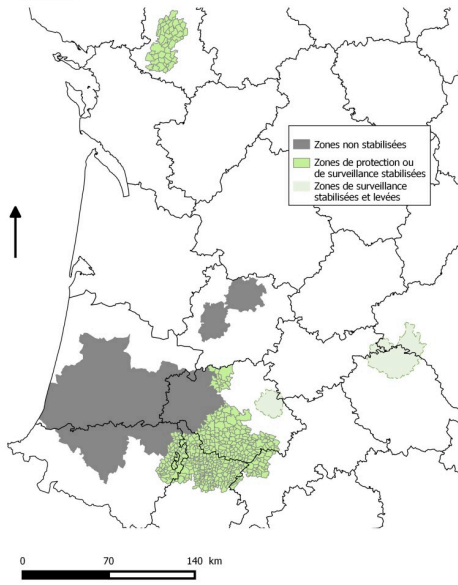 Zones non stabilisées
Zones de protection ou
de surveillance stabilisées
Zones de surveillance
stabilisées et levées
0 70 140 km